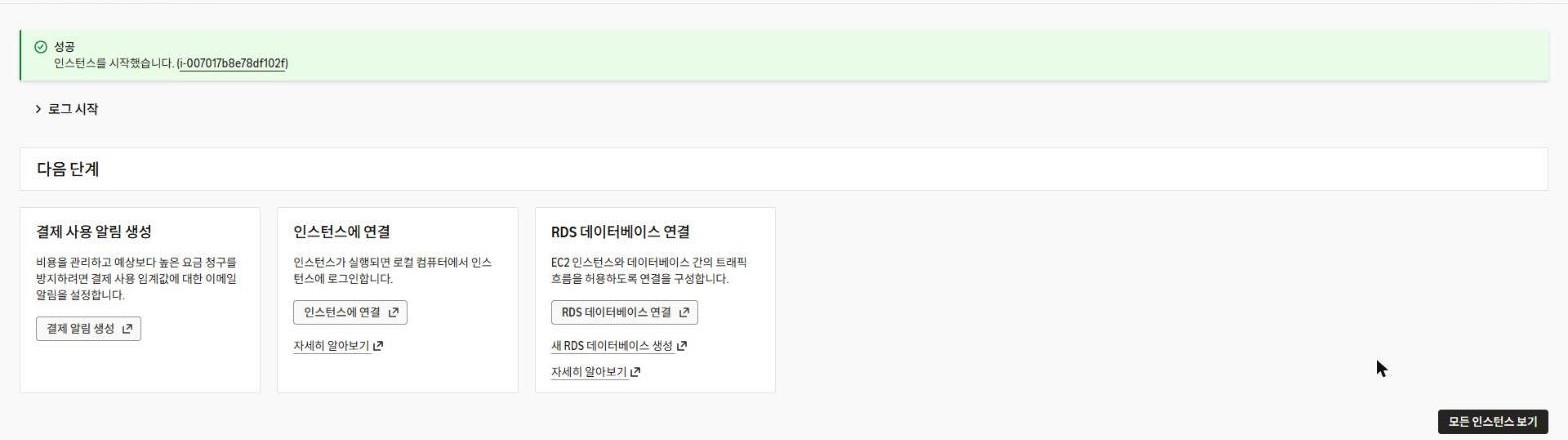 성공
인스턴스를 시작했습니다. (i-007017b8e78df102f)
로그 시작
다음 단계
결제 사용 알림 생성
비용을 관리하고 예상보다 높은 요금 청구를
방지하려면 결제 사용 임계값에 대한 이메일
알림을 설정합니다.
결제 알림 생성
인스턴스에 연결
인스턴스가 실행되면 로컬 컴퓨터에서 인스
턴스에 로그인합니다.
인스턴스에 연결
자세히 알아보기
RDS 데이터베이스 연결
EC2 인스턴스와 데이터베이스 간의 트래픽
흐름을 허용하도록 연결을 구성합니다.
RDS 데이터베이스 연결
새 RDS 데이터베이스 생성
자세히 알아보기
모든 인스턴스 보기